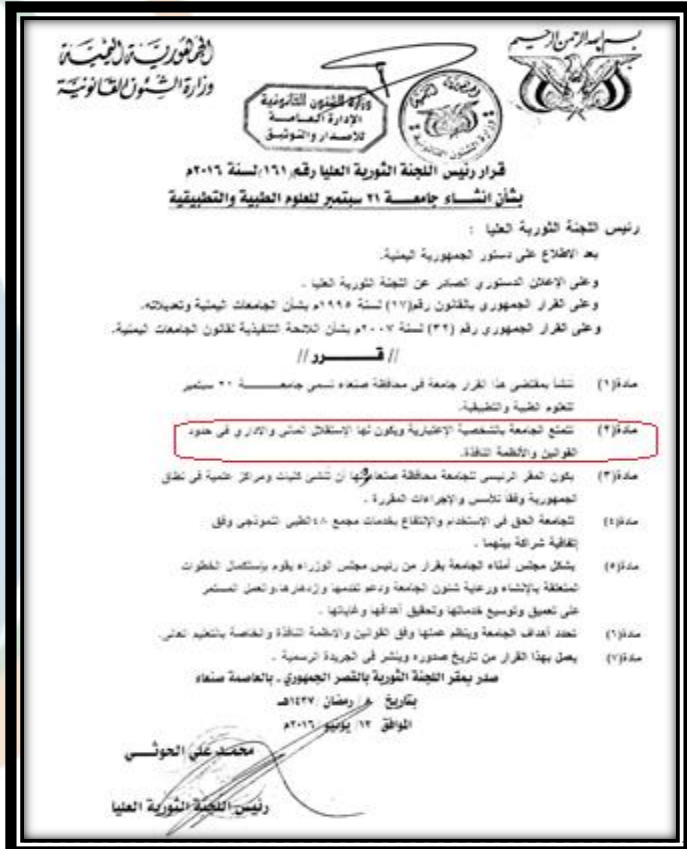 بسم الله الرحمن الرحيم
الجمهورية اليمنية
وزارة الشئون القانونية
وزارة الشئون القانونية
الإدارة العامة
للاصدار والتوثيق
قرار رئيس اللجنة الثورية العليا رقم (١٦١) لسنة ٢٠١٦م
بشأن انشاء جامعة ٢١ سبتمبر للعلوم الطبية والتطبيقية
رئيس اللجنة الثورية العليا :
بعد الاطلاع على دستور الجمهورية اليمنية.
وعلى الإعلان الدستوري الصادر عن اللجنة الثورية العليا .
وعلى القرار الجمهوري بالقانون رقم (١٧) لسنة ١٩٩٥م بشأن الجامعات اليمنية وتعديلاته.
وعلى القرار الجمهوري رقم (٣٢) لسنة ٢٠٠٧م بشأن اللائحة التنفيذية لقانون الجامعات اليمنية.
// قــــرر //
مادة(١) تنشأ بمقتضى هذا القرار جامعة في محافظة صنعاء تسمى جامعة ٢١ سبتمبر
للعلوم الطبية والتطبيقية.
مادة(٢) تتمتع الجامعة بالشخصية الإعتبارية ويكون لها الإستقلال المالي والاداري في حدود
القوانين والأنظمة النافذة.
مادة(٣) يكون المقر الرئيسي للجامعة محافظة صنعاء ولها أن تنشئ كليات ومراكز علمية في نطاق
الجمهورية وفقا للأسس والإجراءات المقررة .
مادة(٤) للجامعة الحق في الإستخدام والإنتفاع بخدمات مجمع ٤٨ الطبي النموذجي وفق
إتفاقية شراكة بينهما .
مادة(٥) يشكل مجلس أمناء الجامعة بقرار من رئيس مجلس الوزراء يقوم بإستكمال الخطوات
المتعلقة بالإنشاء ورعاية شئون الجامعة ودعم تقدمها وإزدهارها والعمل المستمر
على تعميق وتوسيع خدماتها وتحقيق أهدافها وغاياتها .
مادة(٦) تحدد أهداف الجامعة وينظم عملها وفق القوانين والانظمة النافذة والخاصة بالتعليم العالي.
مادة(٧) يعمل بهذا القرار من تاريخ صدوره وينشر في الجريدة الرسمية .
صدر بمقر اللجنة الثورية بالقصر الجمهوري ـ بالعاصمة صنعاء
بتاريخ ٨/ رمضان /١٤٣٧هـ
الموافق ١٣/ يونيو /٢٠١٦م
محمد علي الحوثي
رئيس اللجنة الثورية العليا